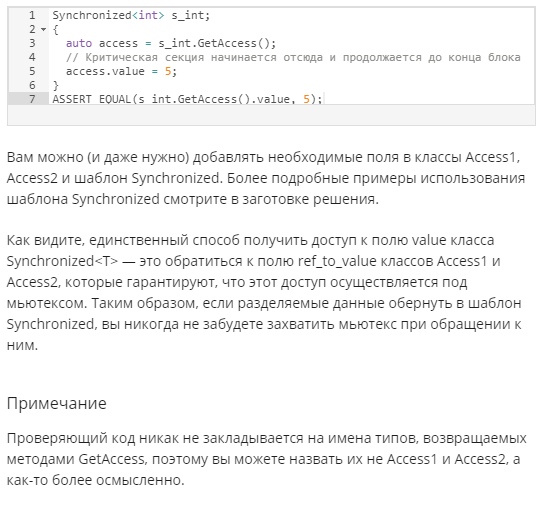 1 Synchronized<int> s_int;
2 {
3 auto access = s_int.GetAccess();
4 // Критическая секция начинается отсюда и продолжается до конца блока
5 access.value = 5;
6 }
7 ASSERT_EQUAL(s_int.GetAccess().value, 5);
Вам можно (и даже нужно) добавлять необходимые поля в классы Access1,
Access2 и шаблон Synchronized. Более подробные примеры использования
шаблона Synchronized смотрите в заготовке решения.
Как видите, единственный способ получить доступ к полю value класса
Synchronized<T> — это обратиться к полю ref_to_value классов Access1 и
Access2, которые гарантируют, что этот доступ осуществляется под
мьютексом. Таким образом, если разделяемые данные обернуть в шаблон
Synchronized, вы никогда не забудете захватить мьютекс при обращении к
ним.
Примечание
Проверяющий код никак не закладывается на имена типов, возвращаемых
методами GetAccess, поэтому вы можете назвать их не Access1 и Access2, а
как-то более осмысленно.